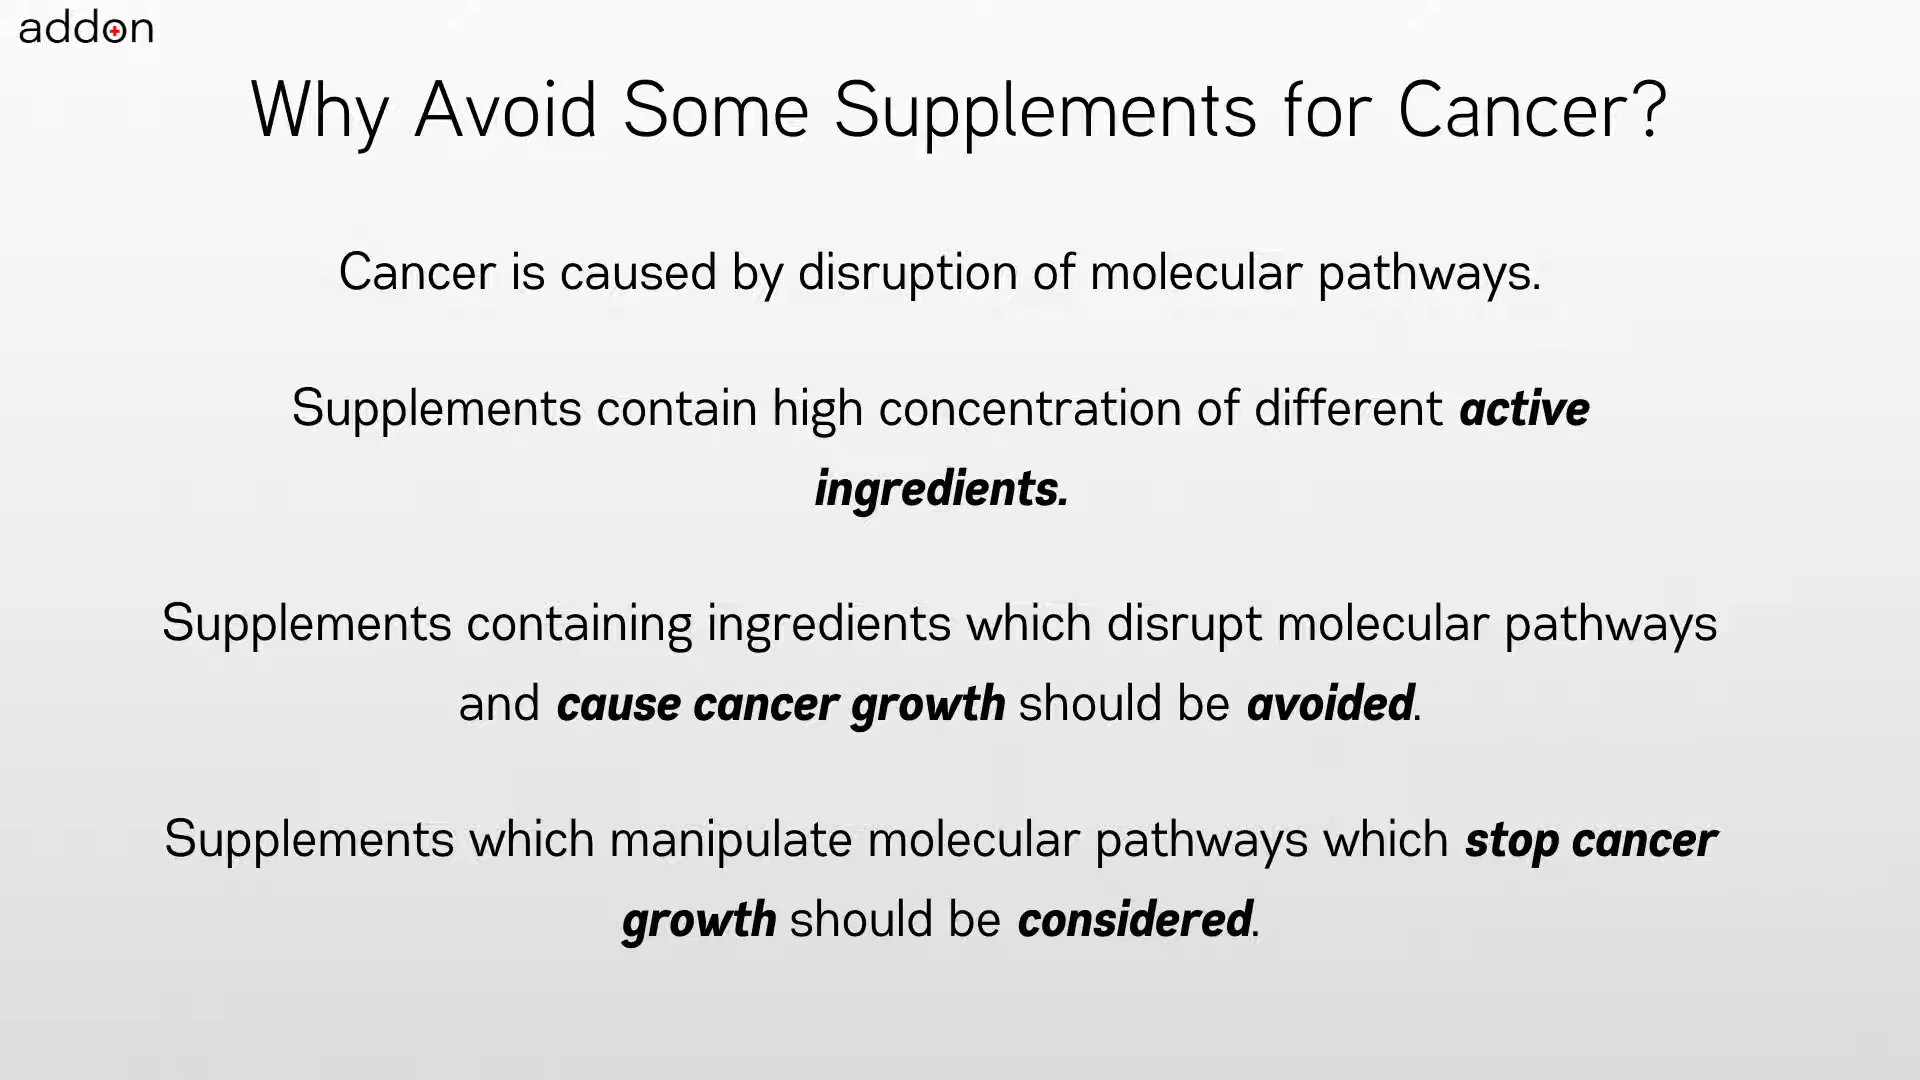 addon
Why Avoid Some Supplements for Cancer?
Cancer is caused by disruption of molecular pathways.
Supplements contain high concentration of different active
ingredients.
Supplements containing ingredients which disrupt molecular pathways
and cause cancer growth should be avoided.
Supplements which manipulate molecular pathways which stop cancer
growth should be considered.